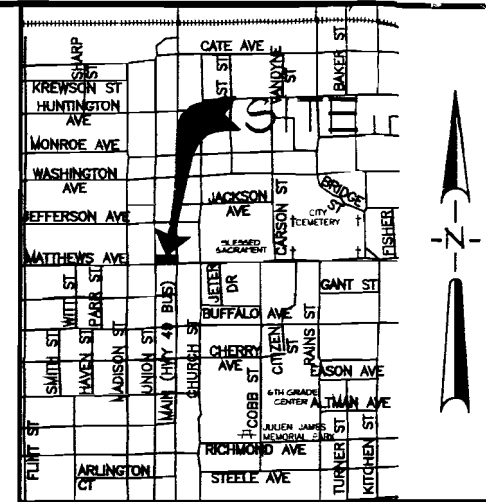 CATE AVE
SHARP
ST
KREWSON ST
HUNTINGTON
AVE
MONROE AVE
WASHINGTON
AVE
JEFFERSON AVE
MATTHEWS AVE
ST ST
VANDYNE
ST
BAKER ST
SITE
BRIDGE
ST
JACKSON
AVE
CARSON ST
CITY
CEMETERY
FISHER
BLESSED
SACRAMENT
N
WITT ST
PARR ST
JETER
DR
GANT ST
BUFFALO AVE
SMITH ST
HAVEN ST
MADISON ST
UNION ST
MAIN (HWY 49 BUS)
CHURCH ST
CHERRY
AVE
CITIZEN
ST
RAINS ST
EASON AVE
COBB ST
6TH GRADE
CENTER
ALTMAN AVE
JULIEN JAMES
MEMORIAL PARK
FLINT ST
RICHMOND AVE
TURNER ST
KITCHEN ST
ARLINGTON
CT
STEELE AVE